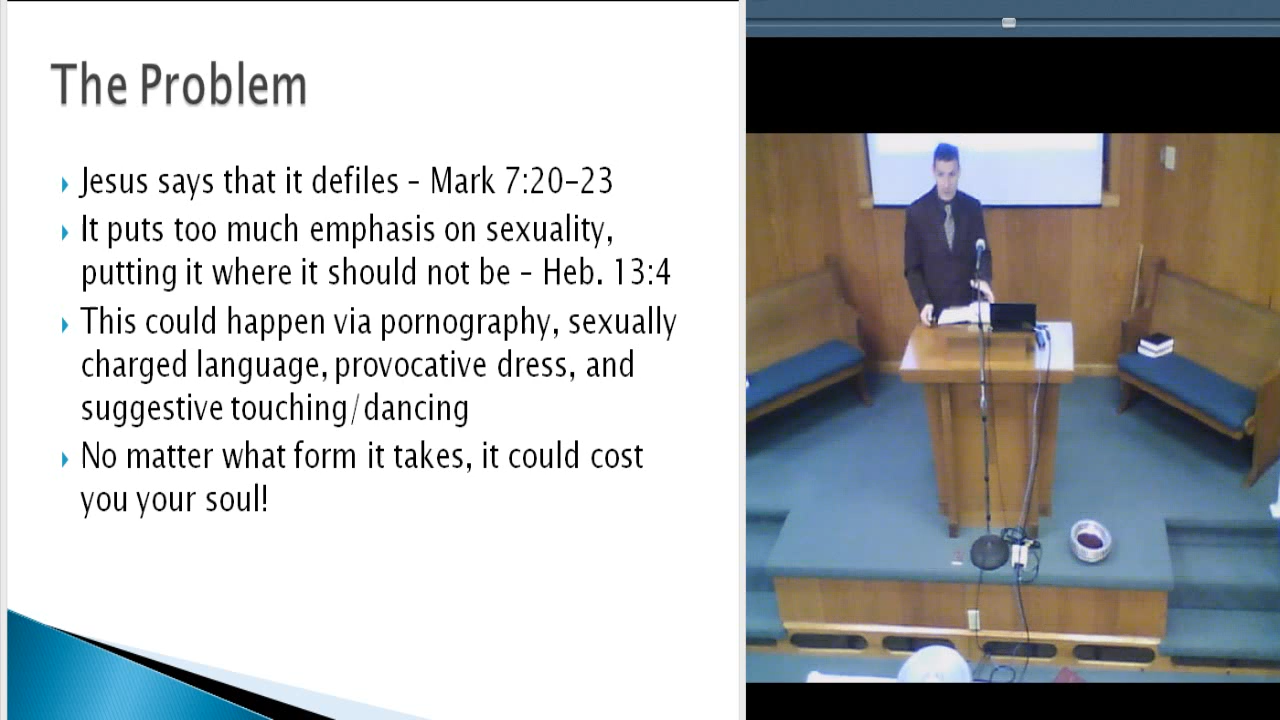 The Problem
Jesus says that it defiles – Mark 7:20–23
It puts too much emphasis on sexuality,
putting it where it should not be – Heb. 13:4
This could happen via pornography, sexually
charged language, provocative dress, and
suggestive touching/dancing
No matter what form it takes, it could cost
you your soul!